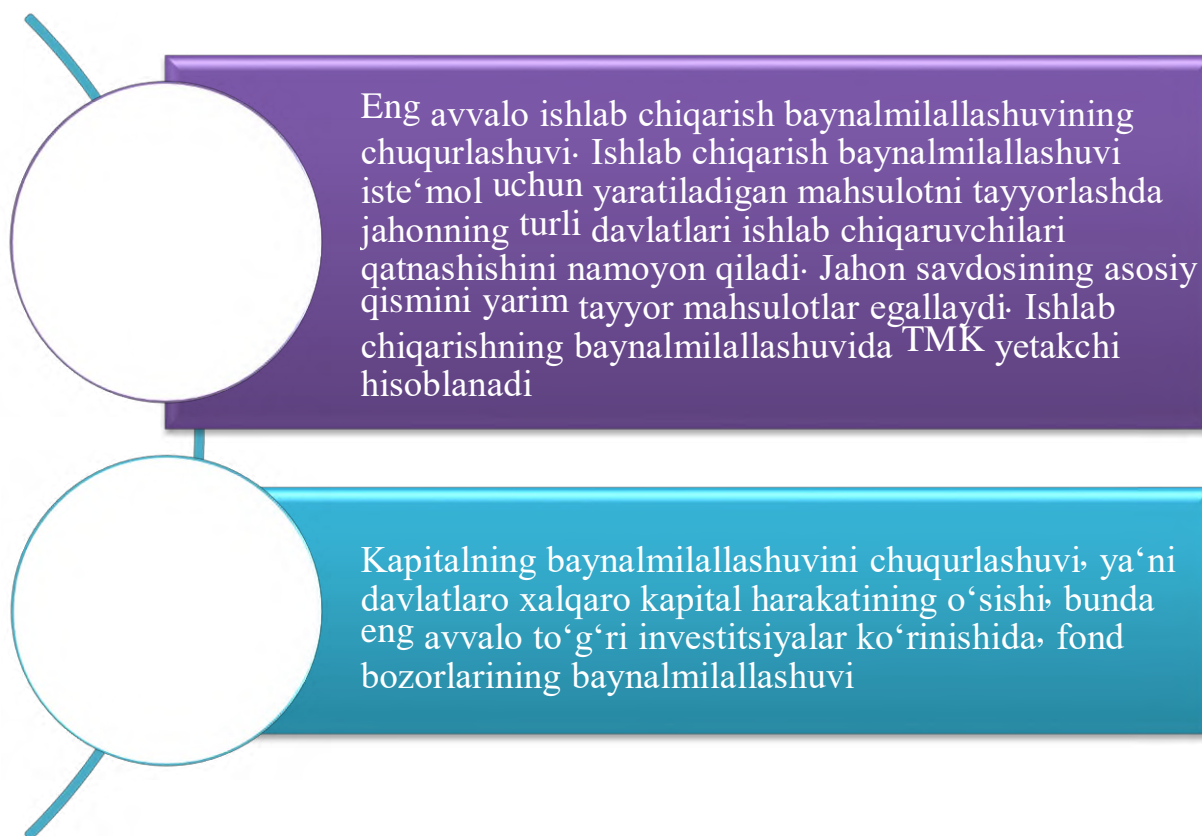 Eng avvalo ishlab chiqarish baynalmilallashuvining
chuqurlashuvi. Ishlab chiqarish baynalmilallashuvi
iste‘mol uchun yaratiladigan mahsulotni tayyorlashda
jahonning turli davlatlari ishlab chiqaruvchilari
qatnashishini namoyon qiladi. Jahon savdosining asosiy
qismini yarim tayyor mahsulotlar egallaydi. Ishlab
chiqarishning baynalmilallashuvida TMK yetakchi
hisoblanadi
Kapitalning baynalmilallashuvini chuqurlashuvi, ya‘ni
davlatlaro xalqaro kapital harakatining o‘sishi, bunda
eng avvalo to‘g‘ri investitsiyalar ko‘rinishida, fond
bozorlarining baynalmilallashuvi